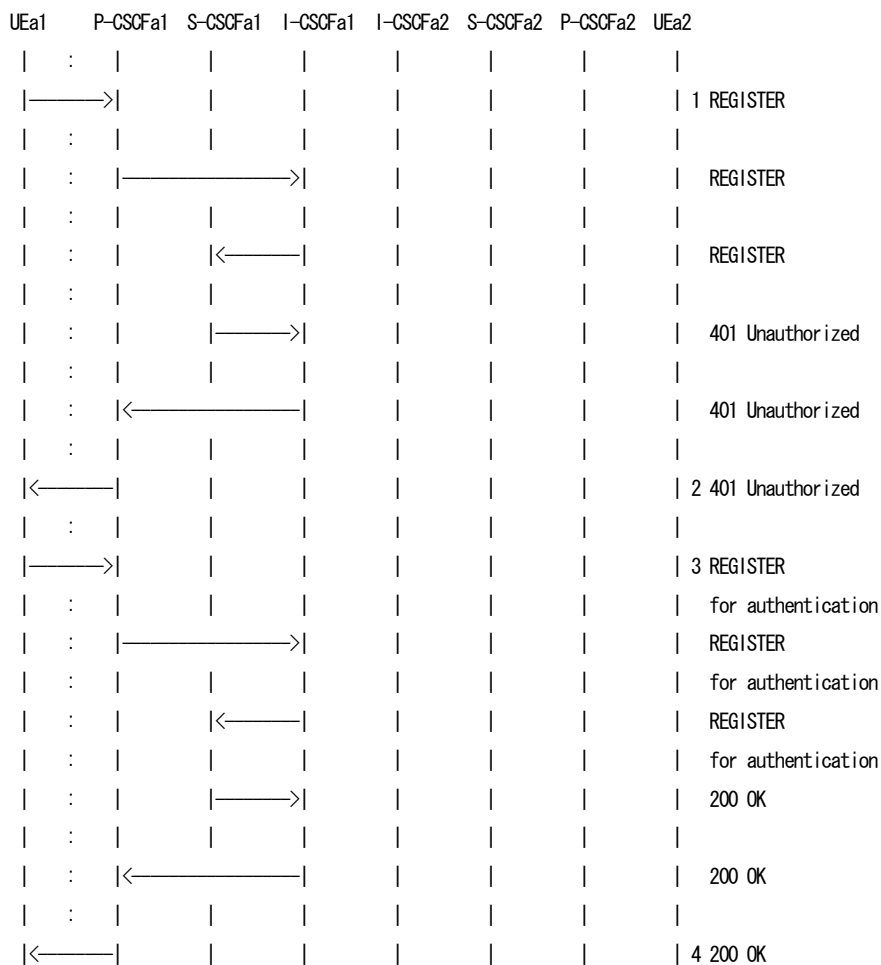 UEa1 P-CSCFa1 S-CSCFa1 I-CSCFa1 I-CSCFa2 S-CSCFa2 P-CSCFa2 UEa2
1 REGISTER
REGISTER
REGISTER
401 Unauthorized
401 Unauthorized
2 401 Unauthorized
3 REGISTER
for authentication
REGISTER
for authentication
REGISTER
for authentication
200 OK
200 OK
4 200 OK